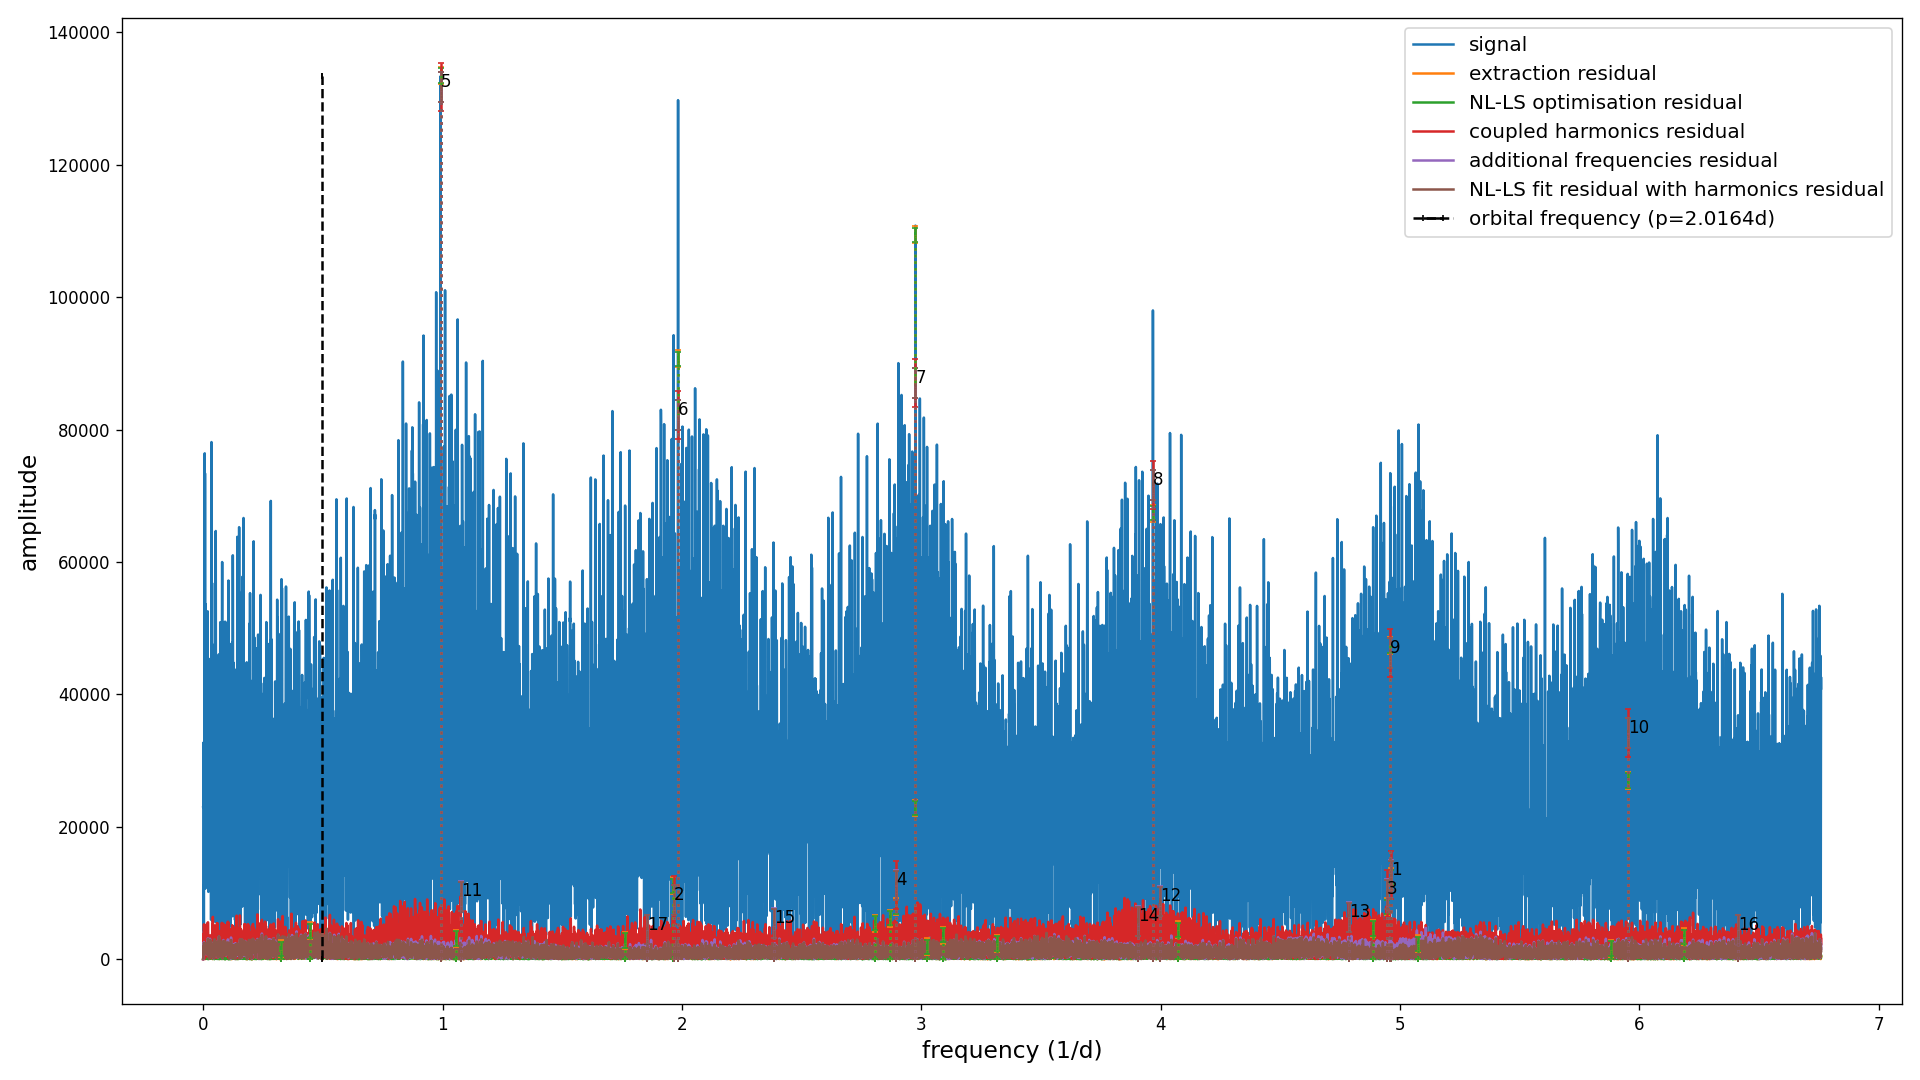 140000
120000
100000
80000
60000
40000
20000
0
amplitude
signal
extraction residual
NL-LS optimisation residual
coupled harmonics residual
additional frequencies residual
NL-LS fit residual with harmonics residual
orbital frequency (p=2.0164d)
5
6
7
8
9
10
4
1
3
11
2
12
17
15
14
13
16
0 1 2 3 4 5 6 7
frequency (1/d)